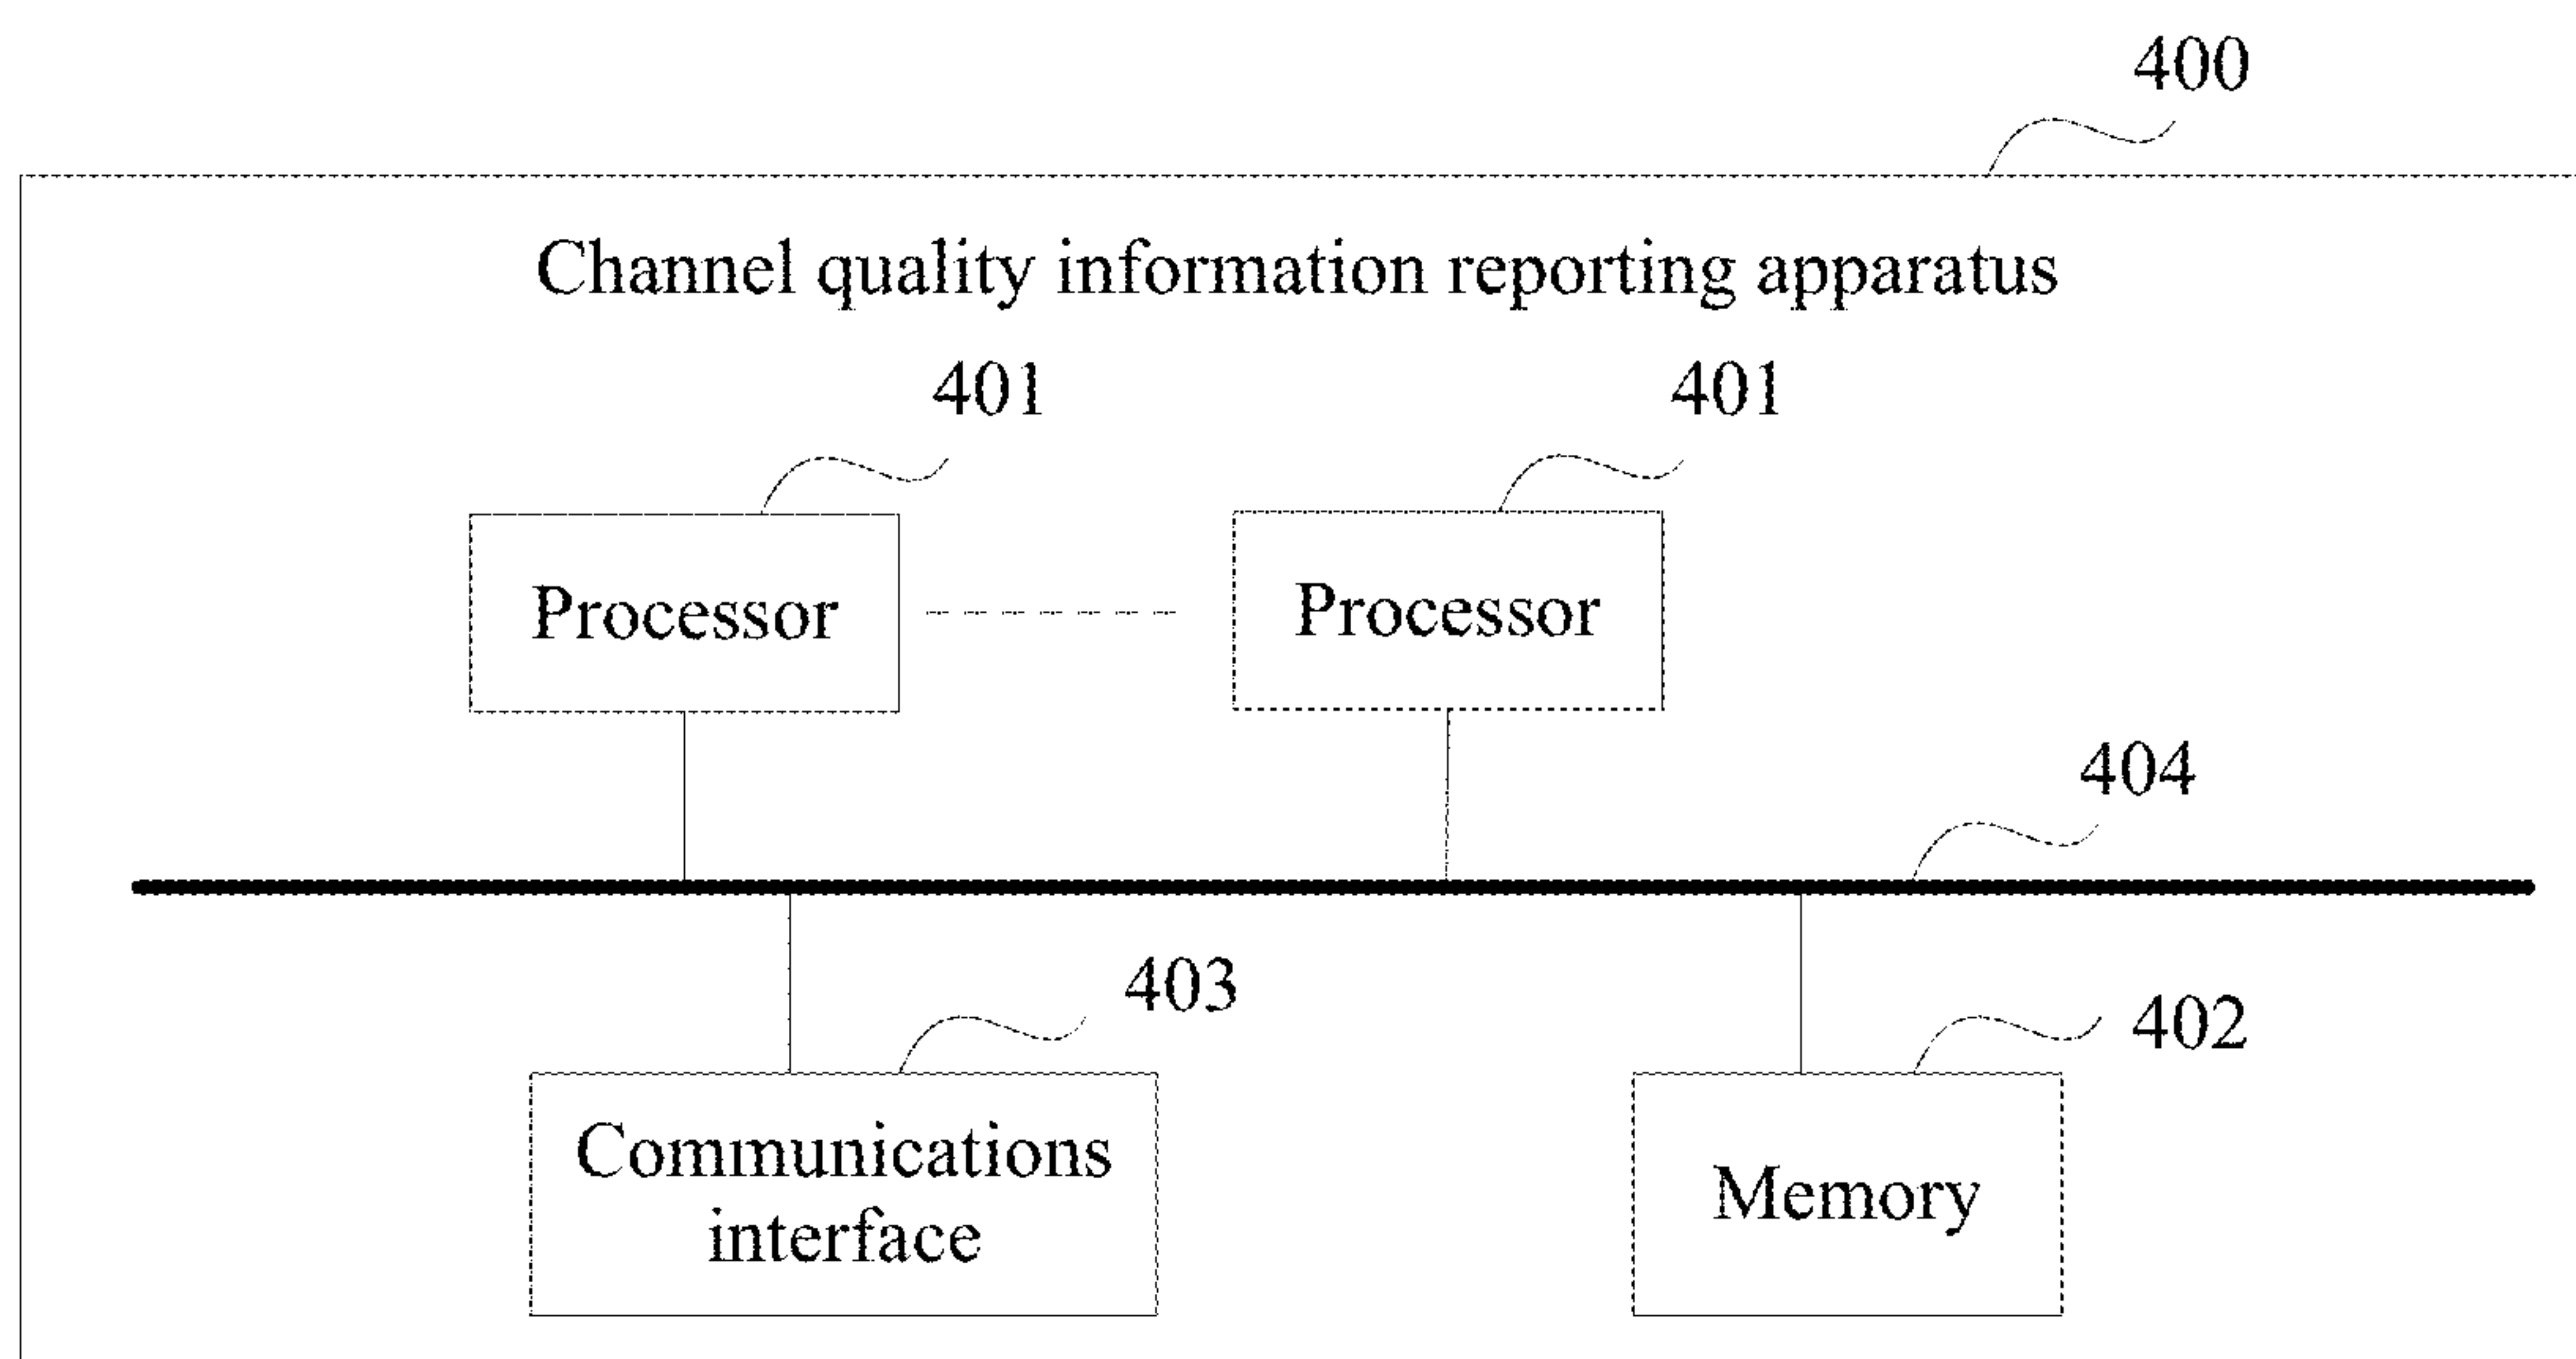 400
Channel quality information reporting apparatus
401
401
Processor
Processor
404
403
402
Communications
interface
Memory